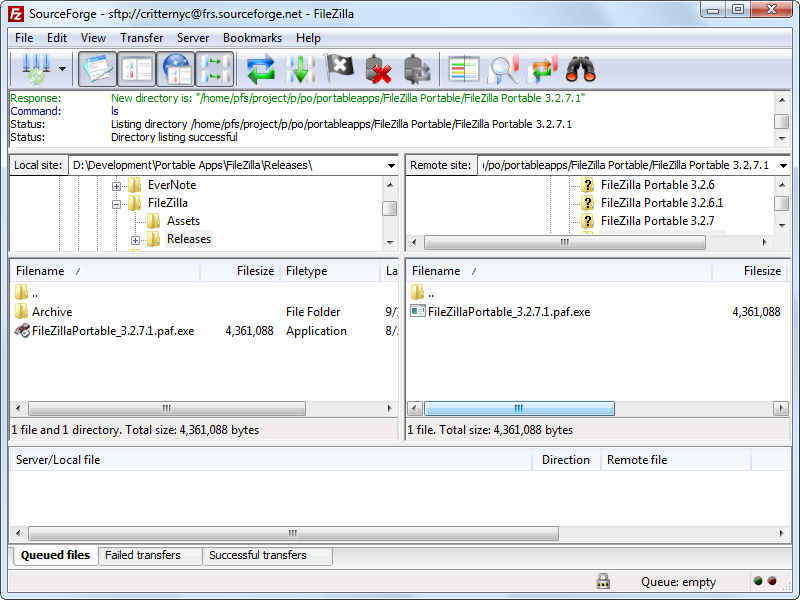 SourceForge - sftp://critternyc@frs.sourceforge.net - FileZilla
File Edit View Transfer Server Bookmarks Help
Response: New directory is: "/home/pfs/project/p/po/portableapps/FileZilla Portable/FileZilla Portable 3.2.7.1"
Command: ls
Status: Listing directory /home/pfs/project/p/po/portableapps/FileZilla Portable/FileZilla Portable 3.2.7.1
Status: Directory listing successful
Local site: D:\Development\Portable Apps\FileZilla\Releases\
EverNote
FileZilla
Assets
Releases
Remote site: /po/portableapps/FileZilla Portable/FileZilla Portable 3.2.7.1
FileZilla Portable 3.2.6
FileZilla Portable 3.2.6.1
FileZilla Portable 3.2.7
Filename / Filesize Filetype La
..
Archive File Folder 9/
FileZillaPortable_3.2.7.1.paf.exe 4,361,088 Application 8/
1 file and 1 directory. Total size: 4,361,088 bytes
Filename / Filesize
..
FileZillaPortable_3.2.7.1.paf.exe 4,361,088
1 file. Total size: 4,361,088 bytes
Server/Local file Direction Remote file
Queued files Failed transfers Successful transfers
Queue: empty